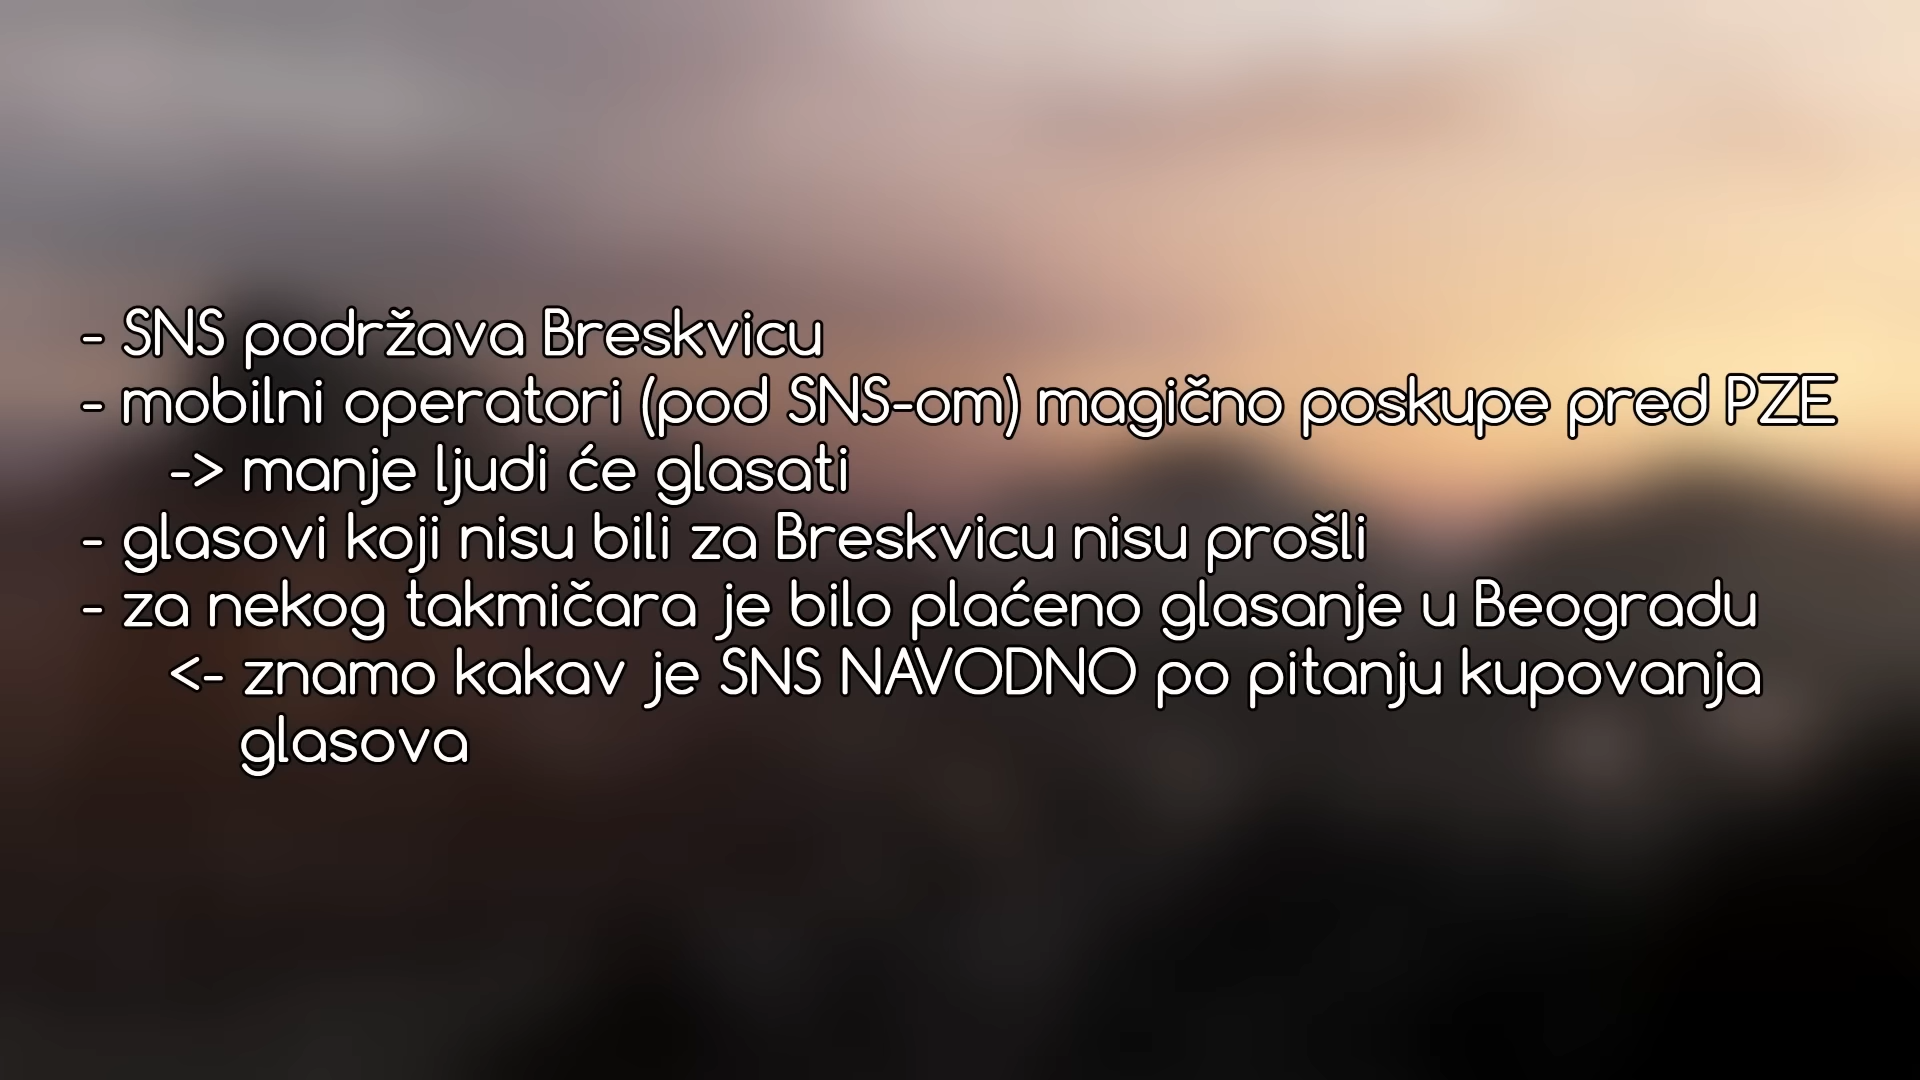 - SNS podržava Breskvicu
- mobilni operatori (pod SNS-om) magično poskupe pred PZE
-> manje ljudi će glasati
- glasovi koji nisu bili za Breskvicu nisu prošli
- za nekog takmičara je bilo plaćeno glasanje u Beogradu
<- znamo kakav je SNS NAVODNO po pitanju kupovanja
glasova